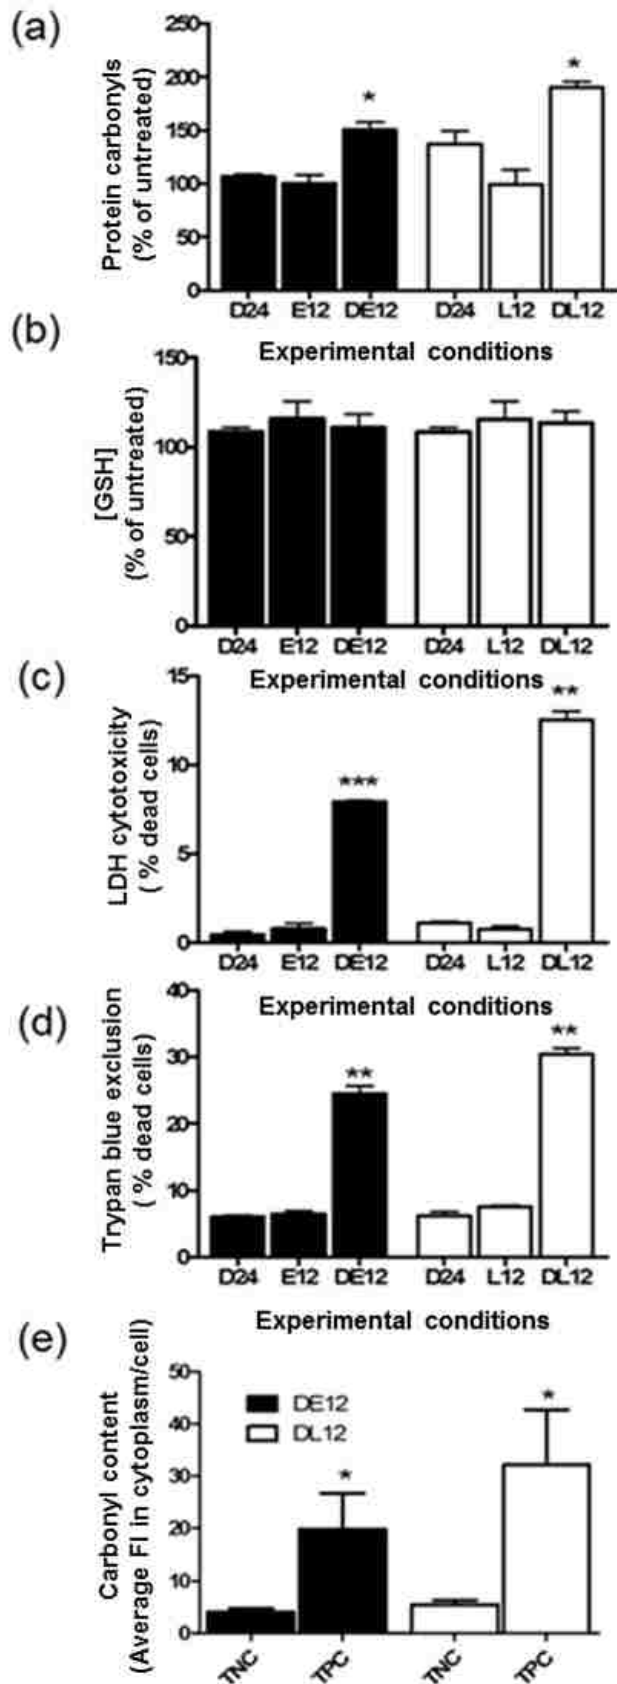 (a)
Protein carbonyls
(% of untreated)
250
200
150
100
50
0
*
*
D24 E12 DE12 D24 L12 DL12
Experimental conditions
(b)
[GSH]
(% of untreated)
150
100
50
0
D24 E12 DE12 D24 L12 DL12
Experimental conditions
(c)
LDH cytotoxicity
( % dead cells)
15
10
5
0
***
**
D24 E12 DE12 D24 L12 DL12
Experimental conditions
(d)
Trypan blue exclusion
( % dead cells)
40
30
20
10
0
**
**
D24 E12 DE12 D24 L12 DL12
Experimental conditions
(e)
Carbonyl content
(Average FI in cytoplasm/cell)
50
40
30
20
10
0
DE12
DL12
*
*
TNC TPC TNC TPC